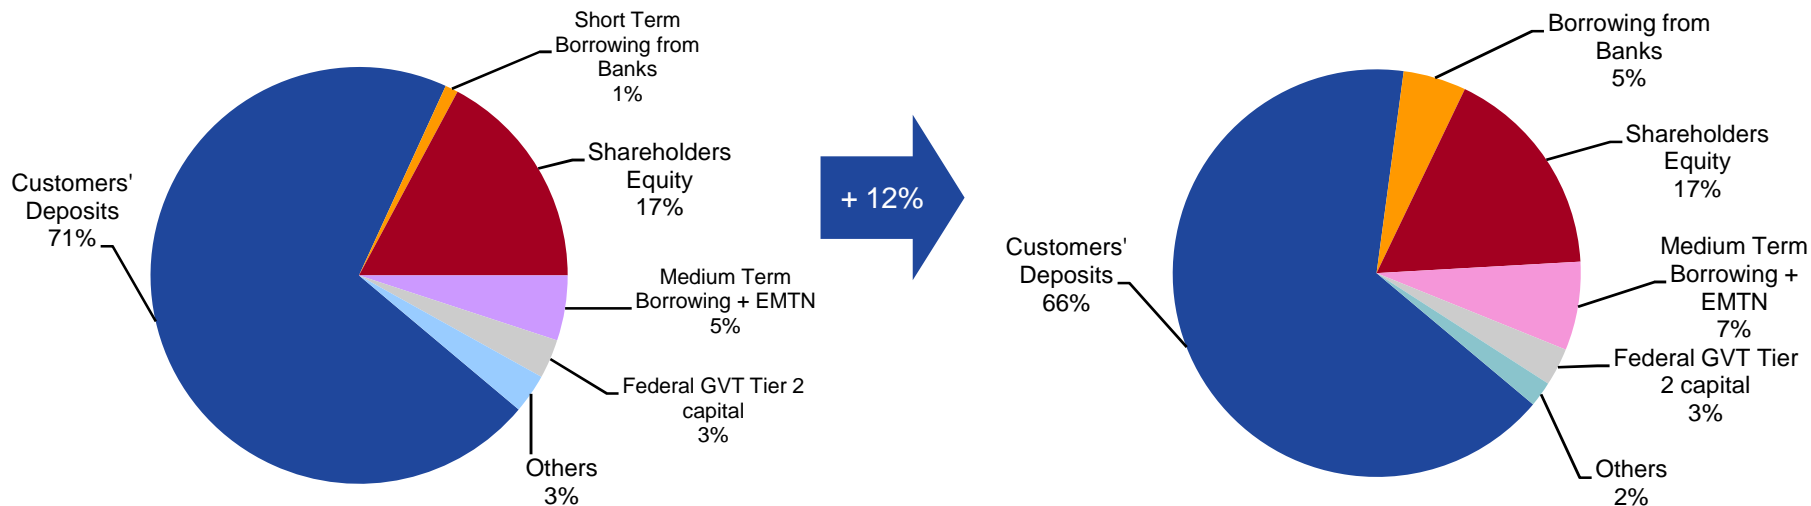 Short Term
Borrowing from
Banks
1%
Shareholders
Equity
17%
Customers'
Deposits
71%
Medium Term
Borrowing + EMTN
5%
Federal GVT Tier 2
capital
3%
Others
3%
+ 12%
Borrowing from
Banks
5%
Shareholders
Equity
17%
Customers'
Deposits
66%
Medium Term
Borrowing +
EMTN
7%
Federal GVT Tier
2 capital
3%
Others
2%